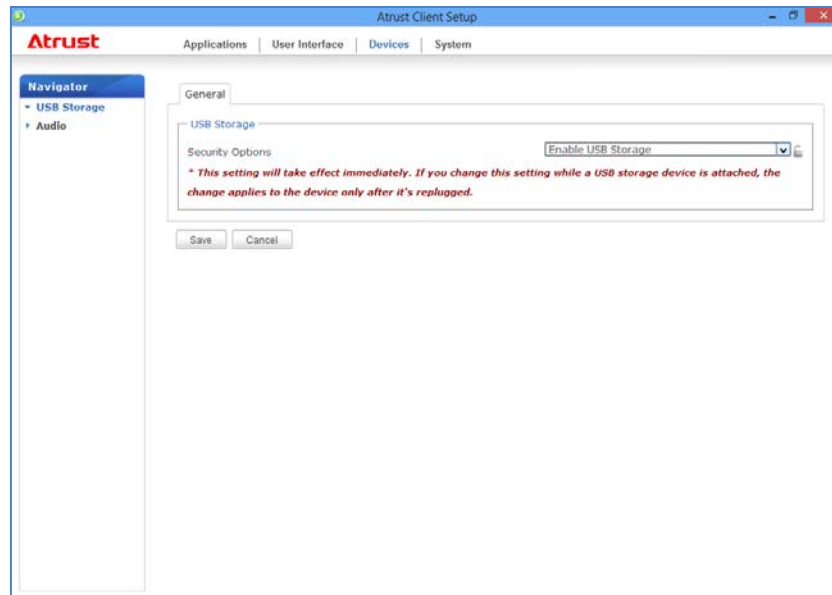 Atrust Client Setup
Atrust
Applications | User Interface | Devices | System
Navigator
USB Storage
Audio
General
USB Storage
Security Options
Enable USB Storage
* This setting will take effect immediately. If you change this setting while a USB storage device is attached, the
change applies to the device only after it's replugged.
Save Cancel